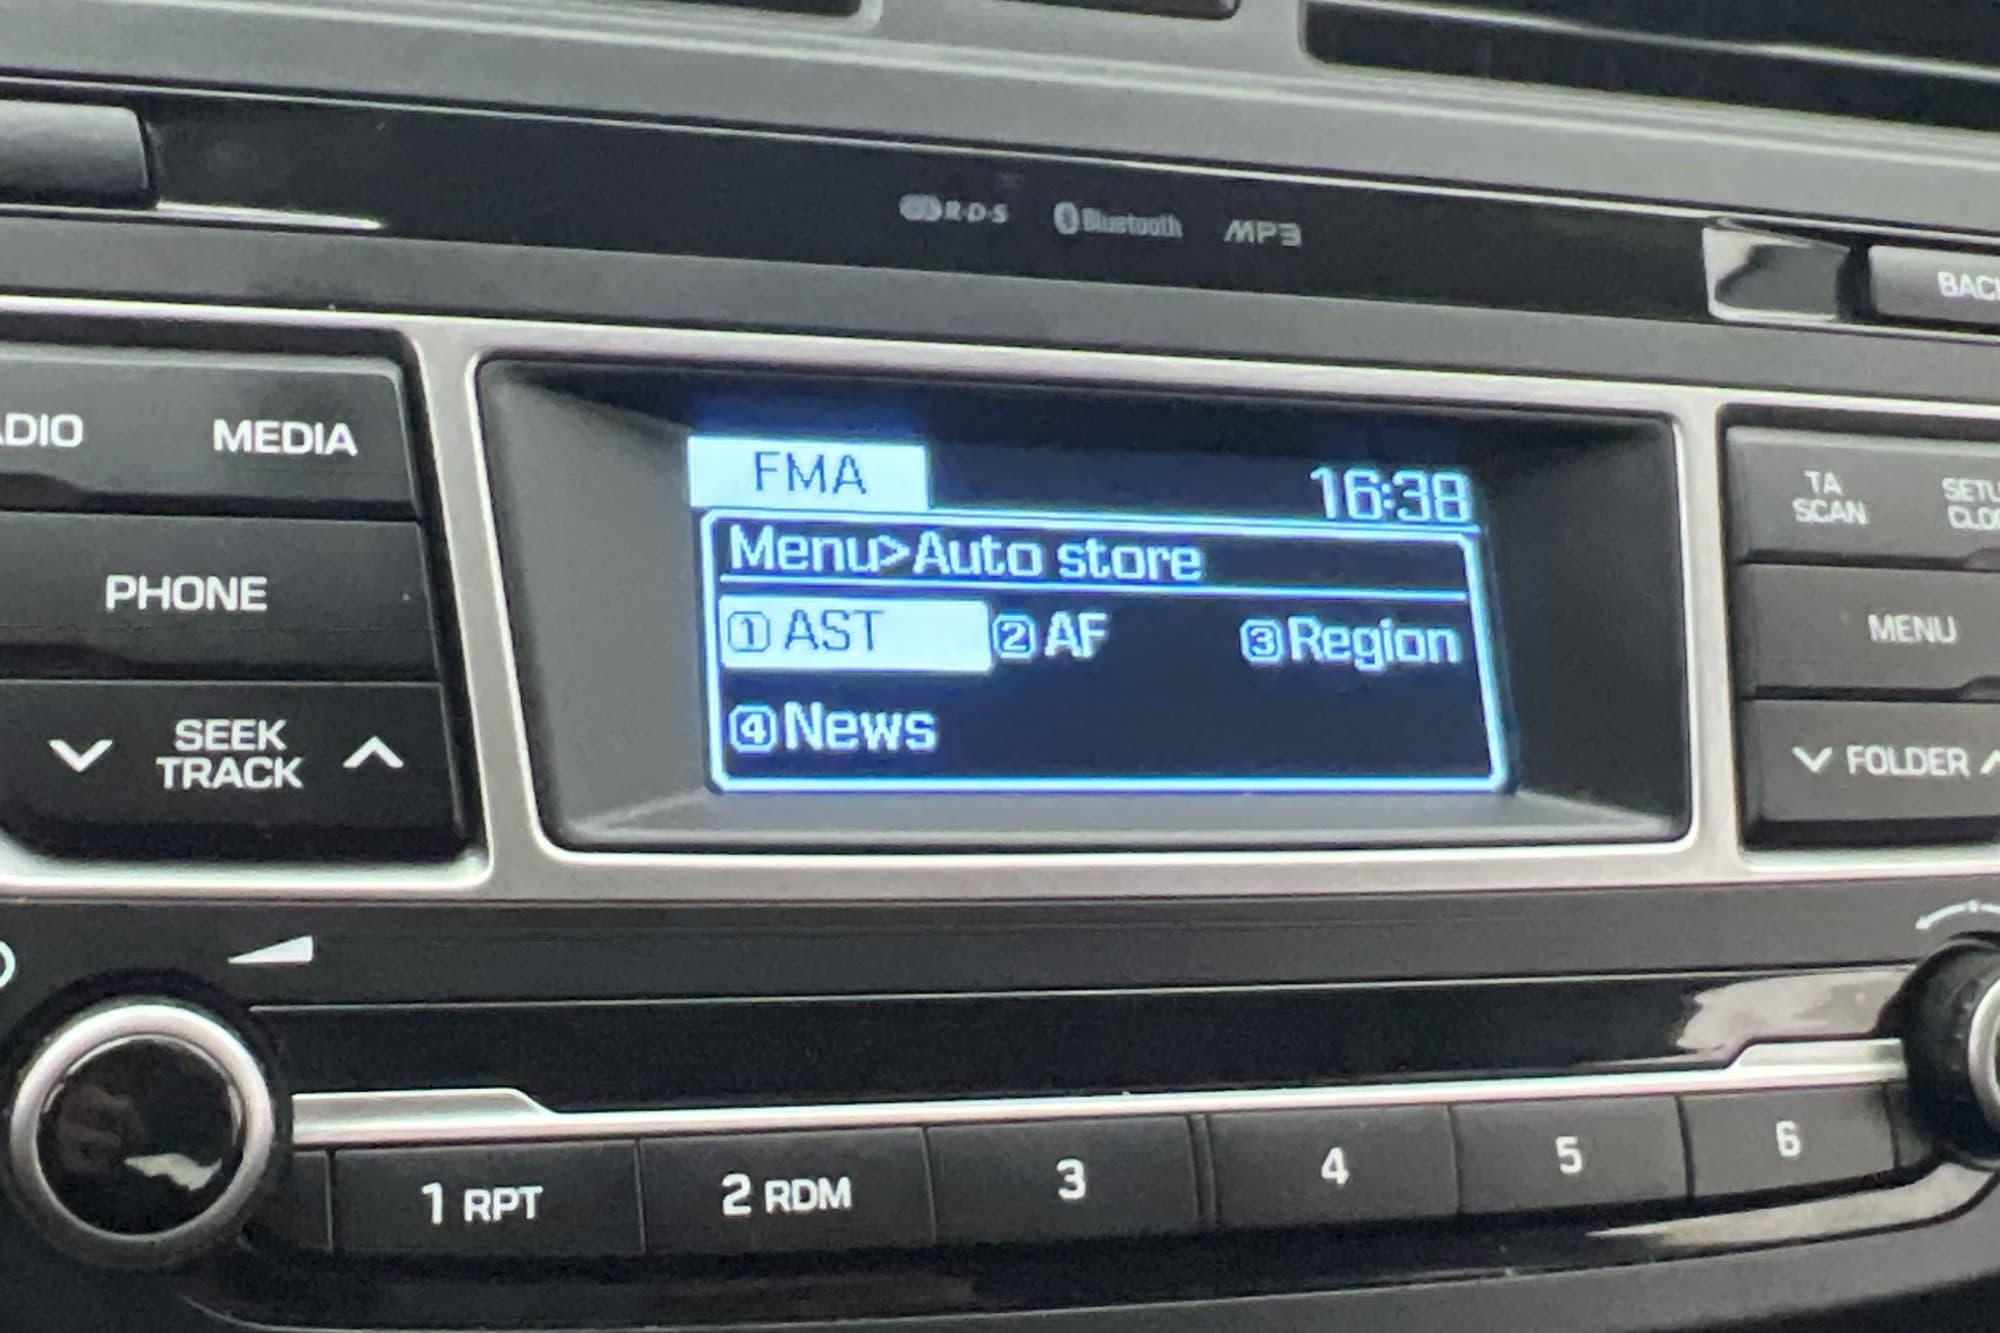 R·D·S Bluetooth MP3
BACK
MEDIA
PHONE
SEEK
TRACK
FMA 16:38
Menu>Auto store
1 AST 2 AF 3 Region
4 News
TA
SCAN
MENU
FOLDER
1 RPT 2 RDM 3 4 5 6